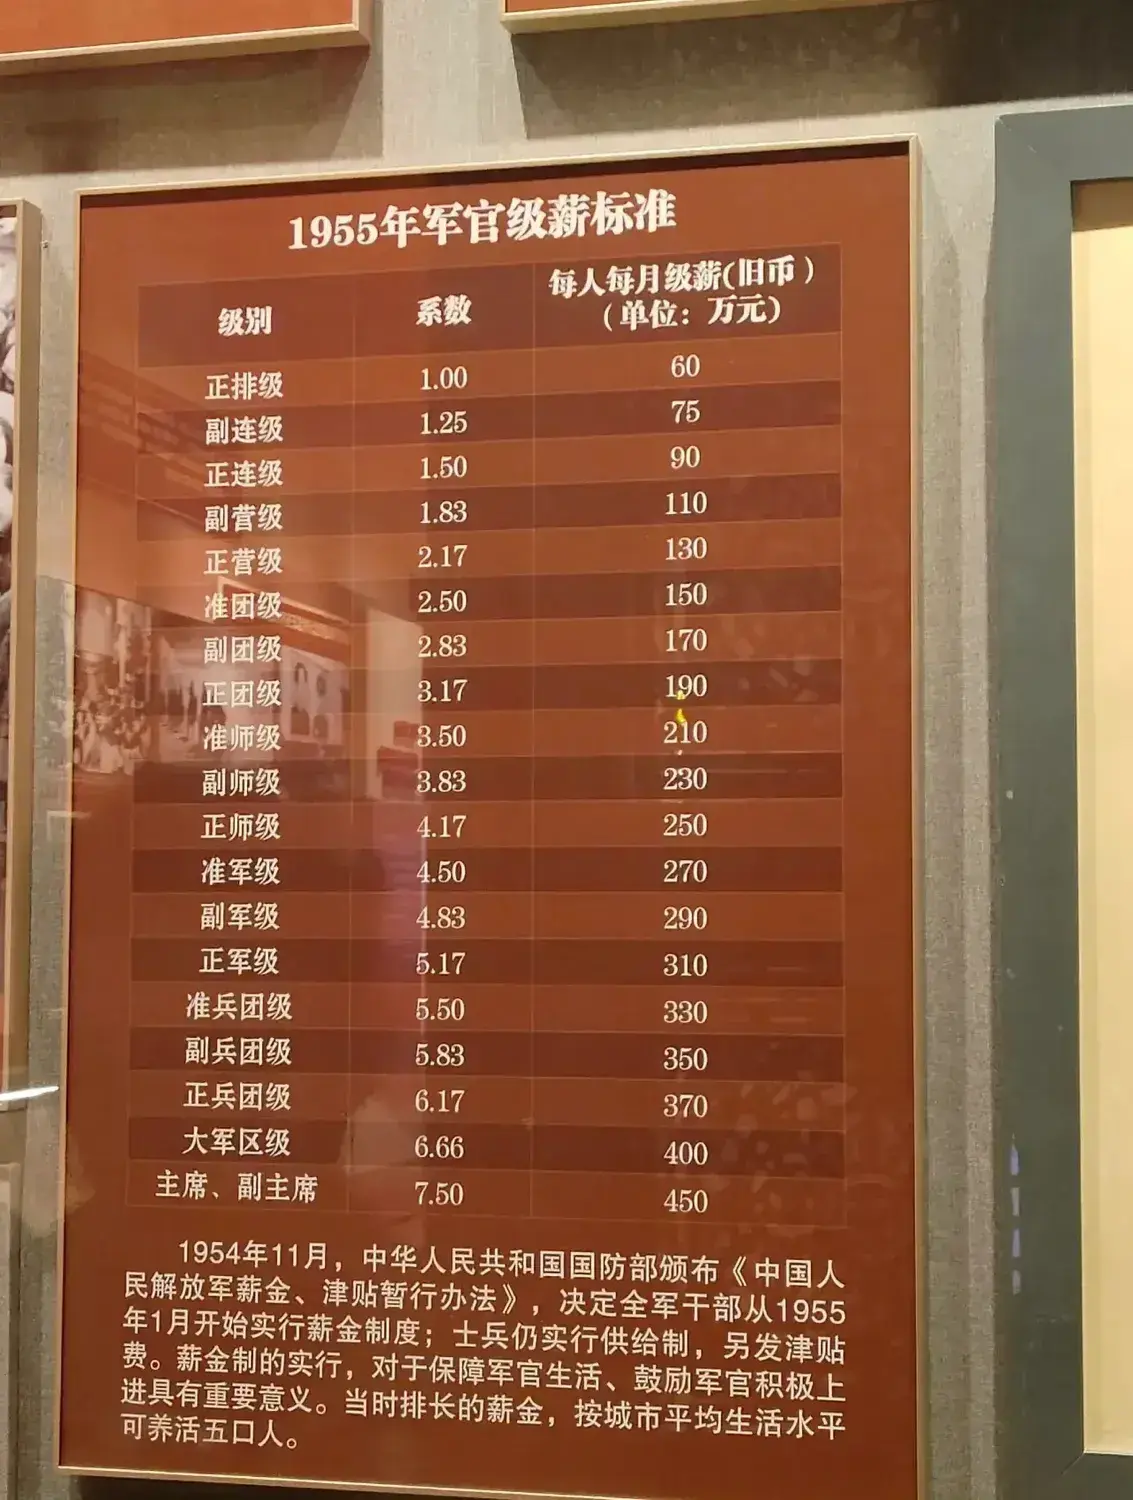 1955年军官级薪标准
级别 系数 每人每月级薪(旧币)
(单位：万元)
正排级 1.00 60
副连级 1.25 75
正连级 1.50 90
副营级 1.83 110
正营级 2.17 130
准团级 2.50 150
副团级 2.83 170
正团级 3.17 190
准师级 3.50 210
副师级 3.83 230
正师级 4.17 250
准军级 4.50 270
副军级 4.83 290
正军级 5.17 310
准兵团级 5.50 330
副兵团级 5.83 350
正兵团级 6.17 370
大军区级 6.66 400
主席、副主席 7.50 450
1954年11月，中华人民共和国国防部颁布《中国人
民解放军薪金、津贴暂行办法》，决定全军干部从1955
年1月开始实行薪金制度；士兵仍实行供给制，另发津贴
费。薪金制的实行，对于保障军官生活、鼓励军官积极上
进具有重要意义。当时排长的薪金，按城市平均生活水平
可养活五口人。